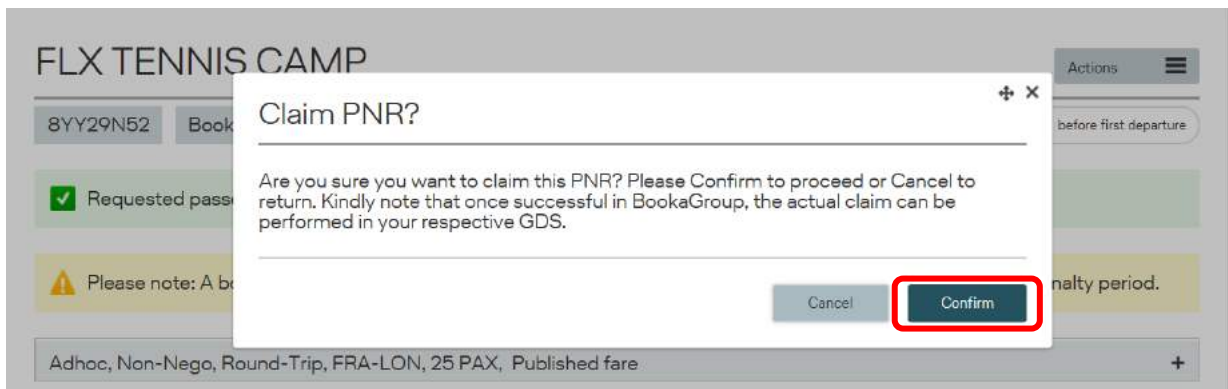 FLX TENNIS CAMP
Actions
Claim PNR?
8YY29N52 Book
before first departure
Are you sure you want to claim this PNR? Please Confirm to proceed or Cancel to
return. Kindly note that once successful in BookaGroup, the actual claim can be
performed in your respective GDS.
Requested pass
Please note: A b
nalty period.
Cancel Confirm
Adhoc, Non-Nego, Round-Trip, FRA-LON, 25 PAX, Published fare +